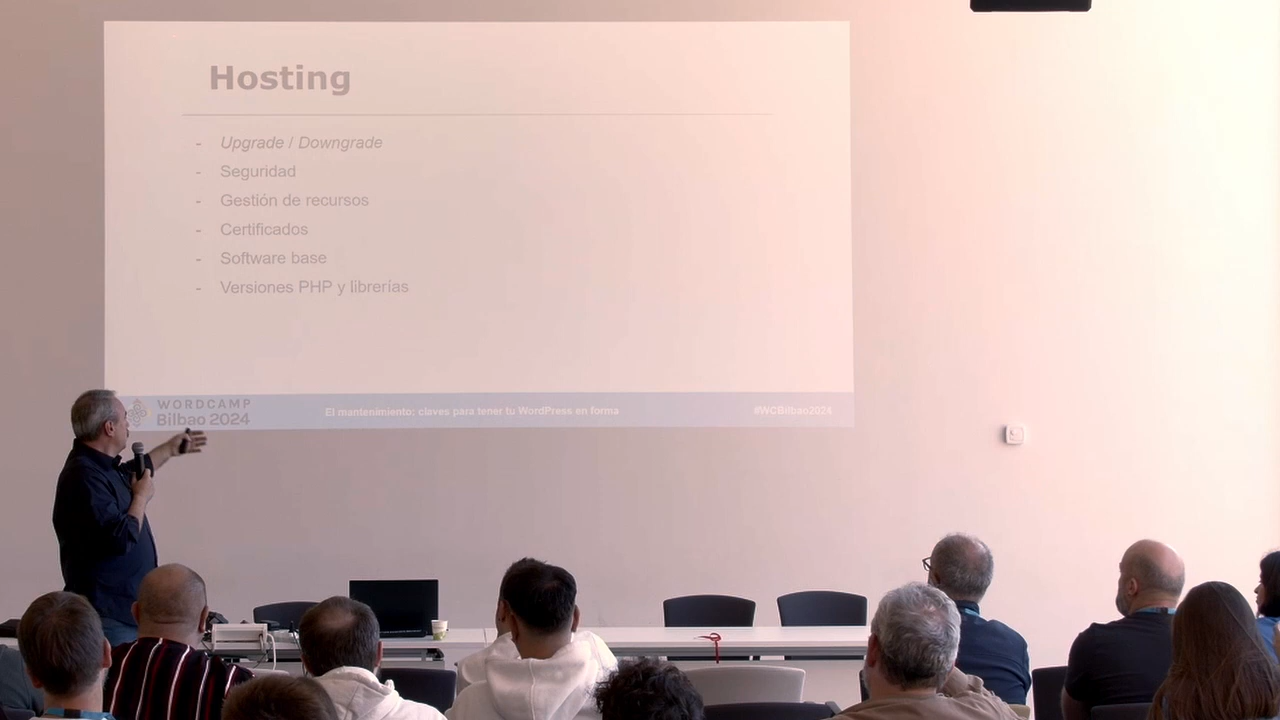 Hosting
- Upgrade / Downgrade
- Seguridad
- Gestión de recursos
- Certificados
- Software base
- Versiones PHP y librerías
WORDCAMP
Bilbao 2024
El mantenimiento: claves para tener tu WordPress en forma
#WCBilbao2024